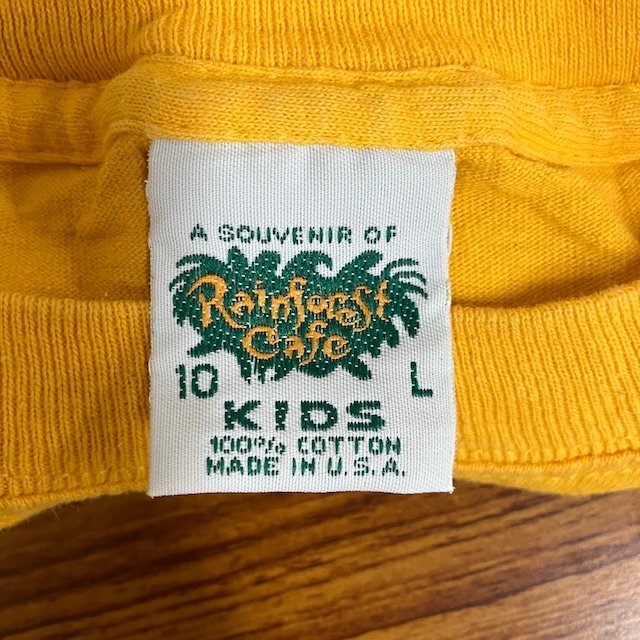 A SOUVENIR OF
Rainforest
Cafe
10 L
KIDS
100% COTTON
MADE IN U.S.A.